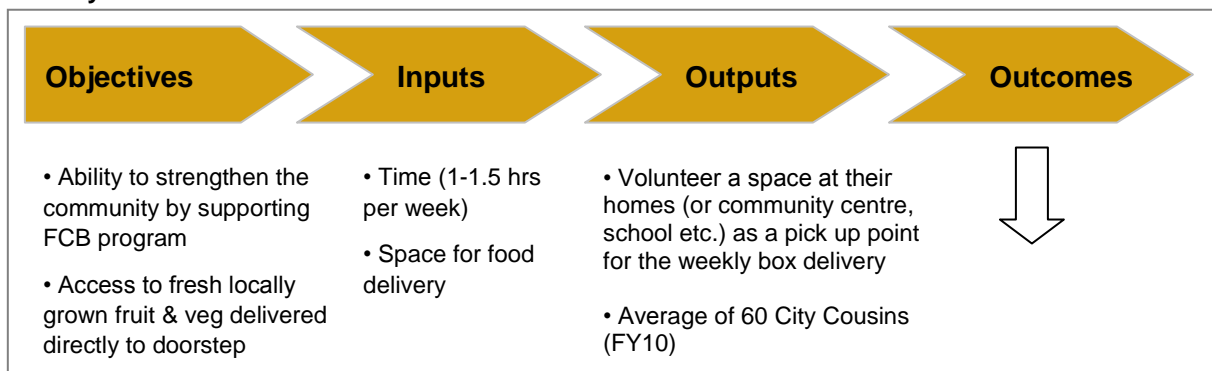 Objectives
Inputs
Outputs
Outcomes
• Ability to strengthen the
community by supporting
FCB program
• Access to fresh locally
grown fruit & veg delivered
directly to doorstep
• Time (1-1.5 hrs
per week)
• Space for food
delivery
• Volunteer a space at their
homes (or community centre,
school etc.) as a pick up point
for the weekly box delivery
• Average of 60 City Cousins
(FY10)